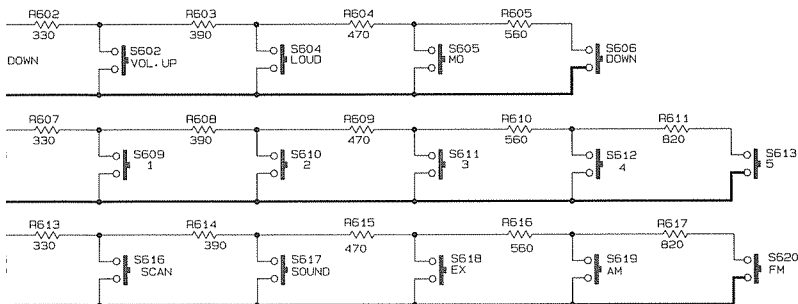 R602 R603 R604 R605
330 390 470 560
S602 S604 S605 S606
DOWN VOL.UP LOUD MO DOWN
R607 R608 R609 R610 R611
330 390 470 560 820
S609 S610 S611 S612 S613
1 2 3 4 5
R613 R614 R615 R616 R617
330 390 470 560 820
S616 S617 S618 S619 S620
SCAN SOUND EX AM FM